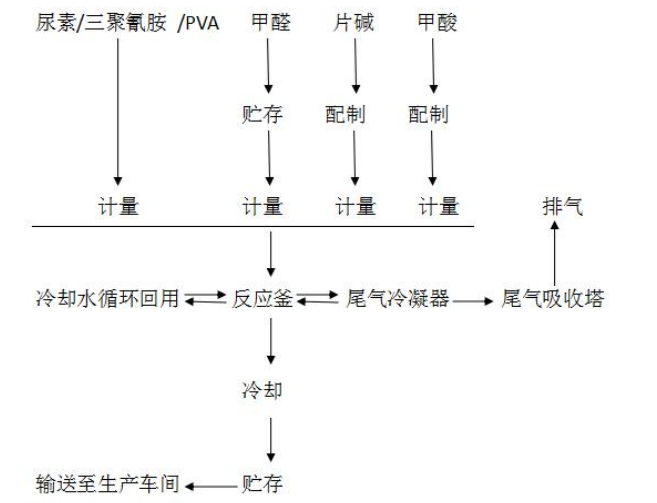 尿素/三聚氰胺 /PVA 甲醛 片碱 甲酸
贮存 配制 配制
计量 计量 计量 计量 排气
冷却水循环回用 反应釜 尾气冷凝器 尾气吸收塔
冷却
输送至生产车间 贮存